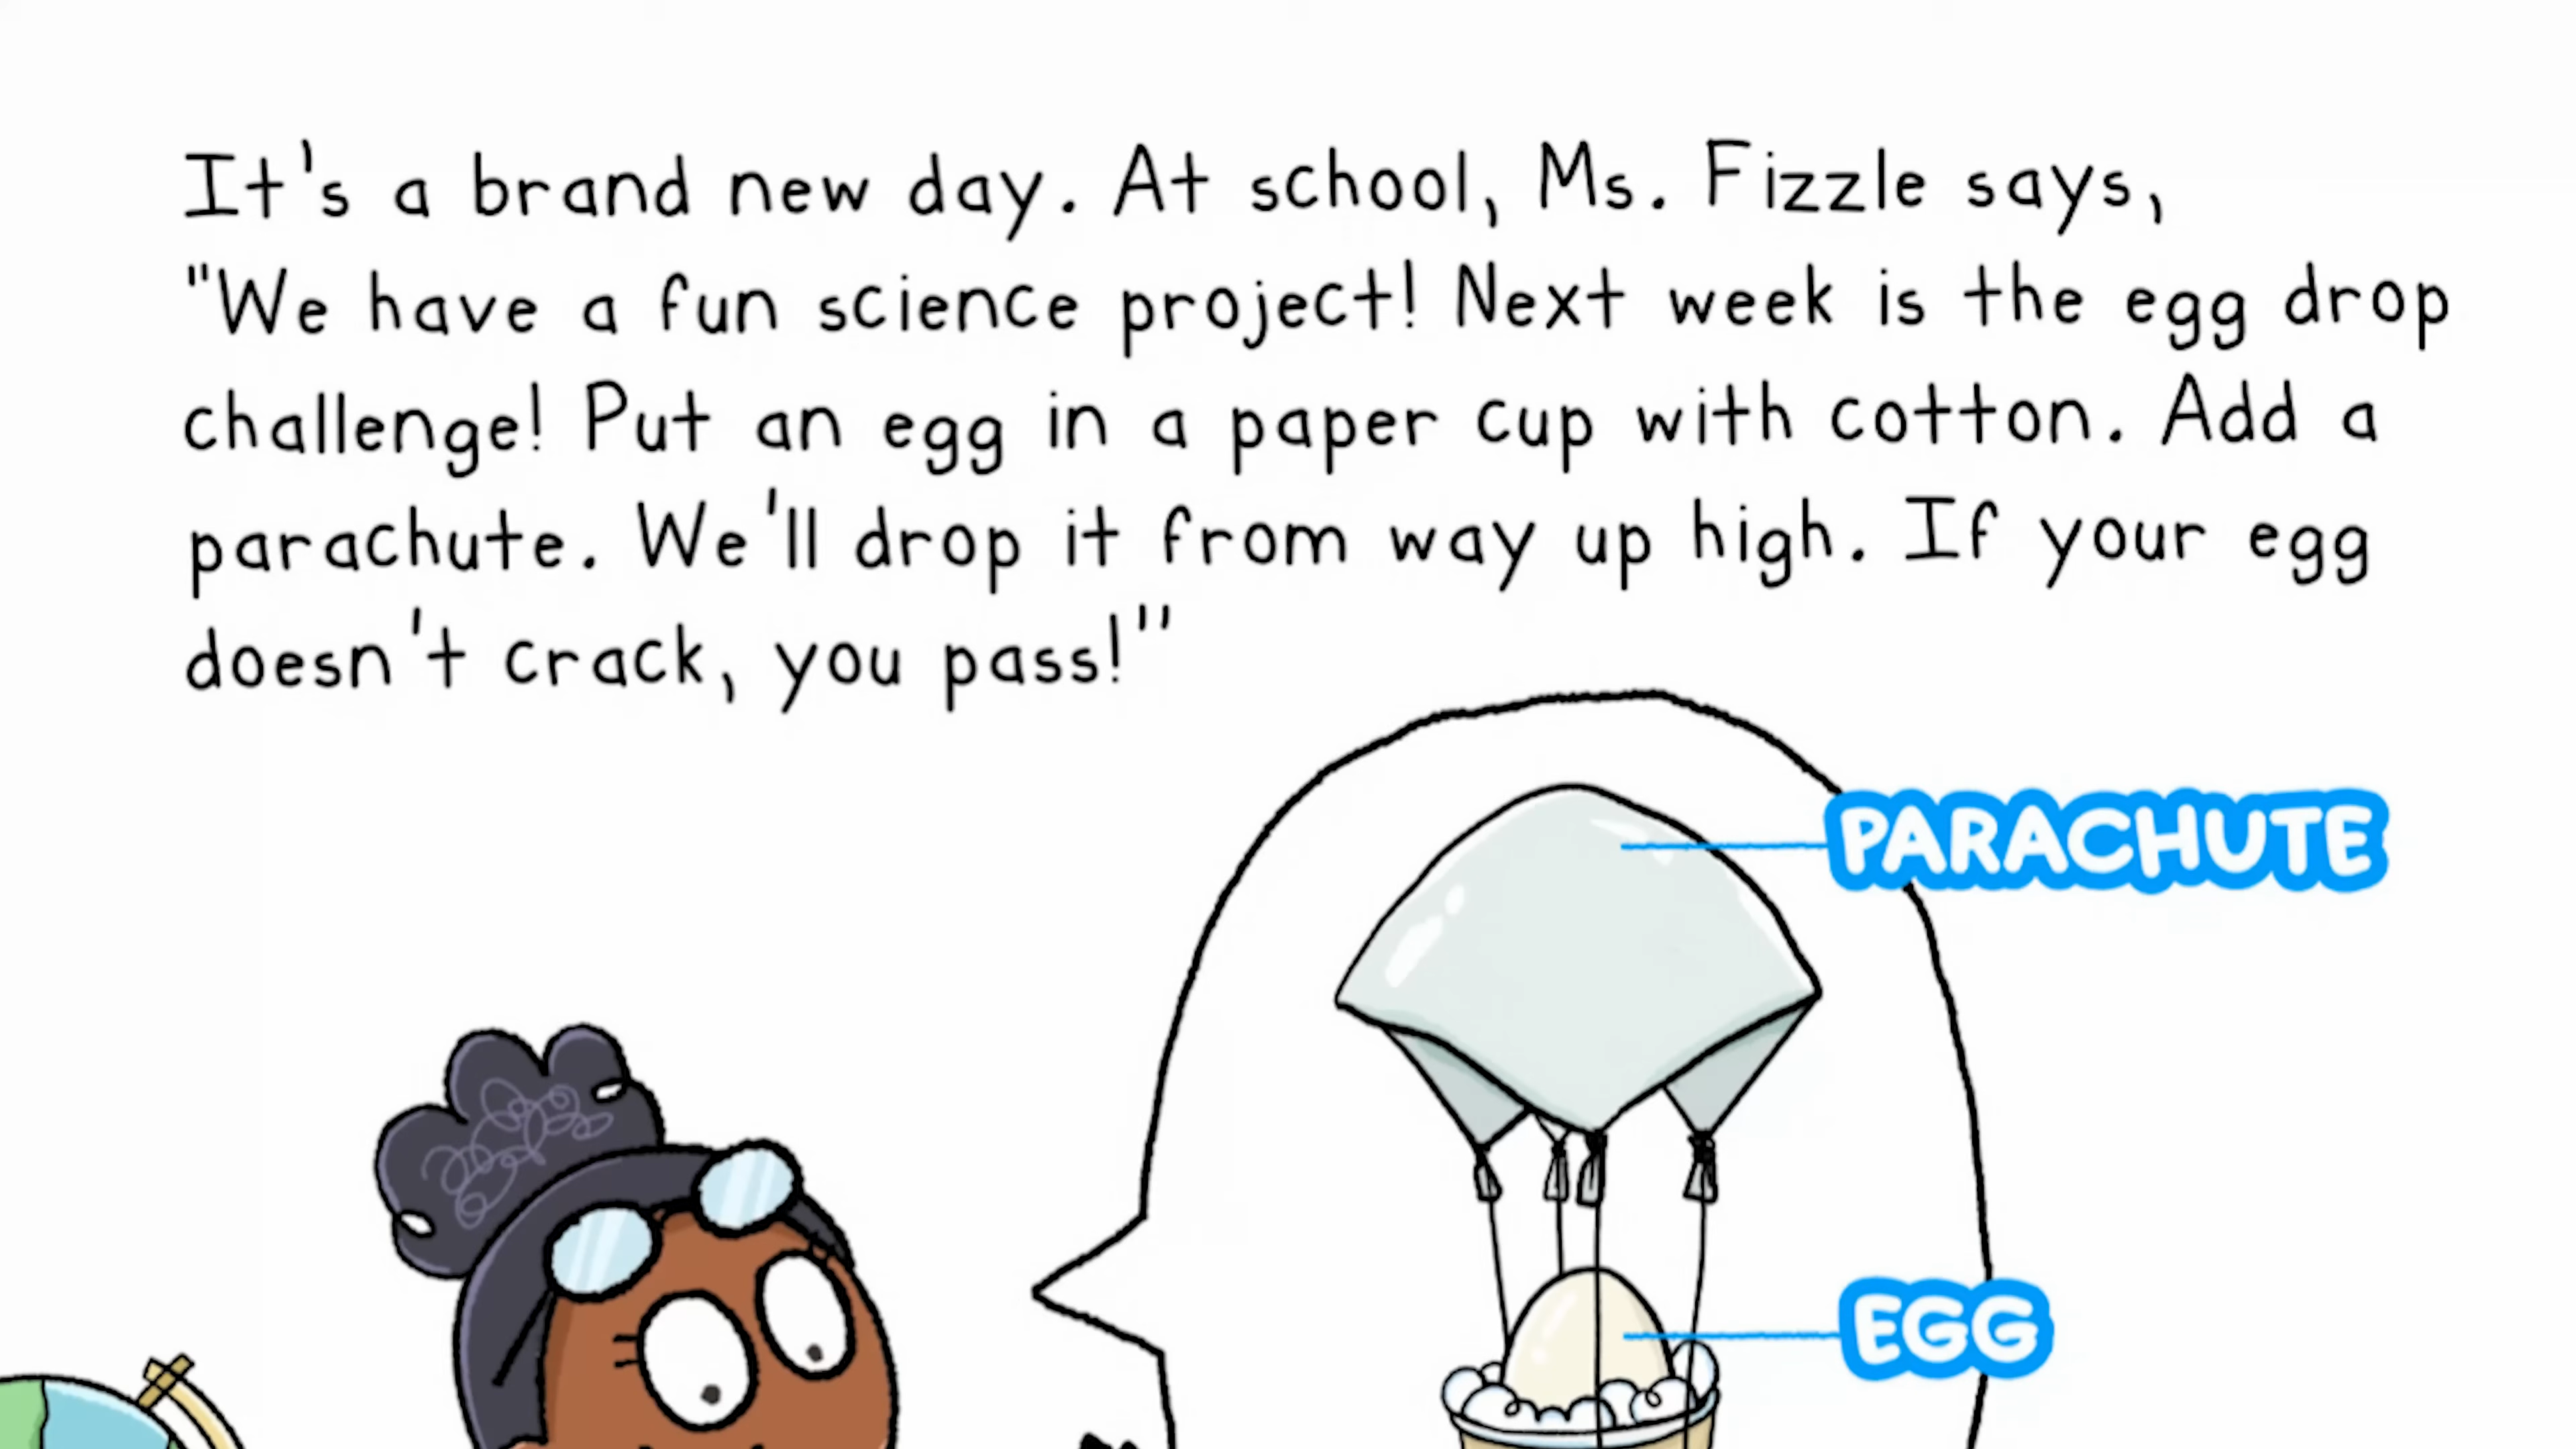 It's a brand new day. At school, Ms. Fizzle says,
"We have a fun science project! Next week is the egg drop
challenge! Put an egg in a paper cup with cotton. Add a
parachute. We'll drop it from way up high. If your egg
doesn't crack, you pass!"
PARACHUTE
EGG